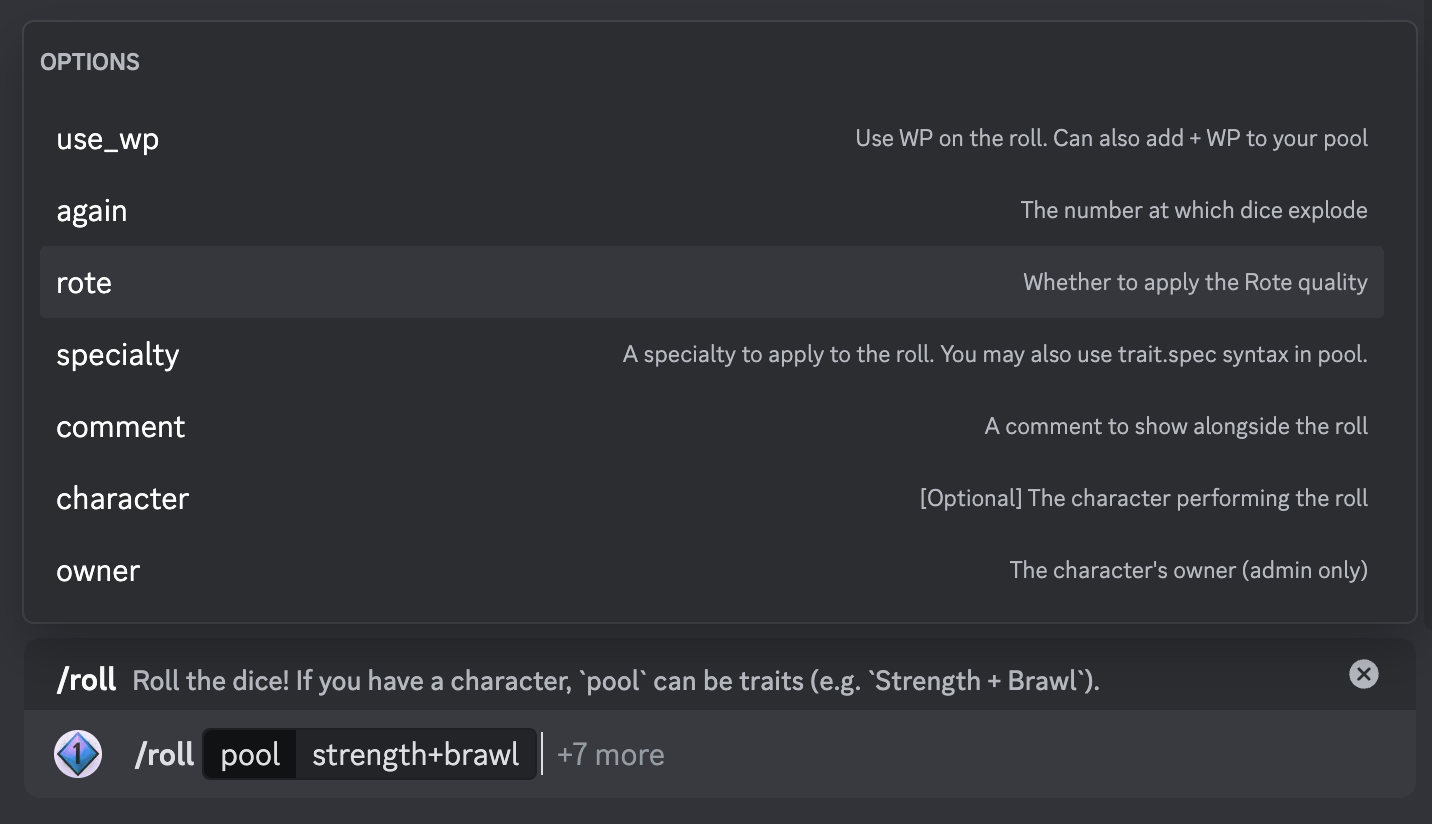 OPTIONS
use_wp Use WP on the roll. Can also add + WP to your pool
again The number at which dice explode
rote Whether to apply the Rote quality
specialty A specialty to apply to the roll. You may also use trait.spec syntax in pool.
comment A comment to show alongside the roll
character [Optional] The character performing the roll
owner The character's owner (admin only)
/roll Roll the dice! If you have a character, `pool` can be traits (e.g. `Strength + Brawl`).
1 /roll pool strength+brawl +7 more